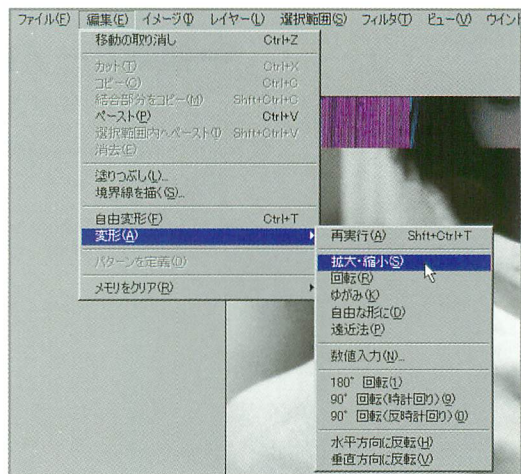 ファイル(F) 編集(E) イメージ(I) レイヤー(L) 選択範囲(S) フィルタ(T) ビュー(V) ウイント
移動の取り消し Ctrl+Z
カット(T) Ctrl+X
コピー(C) Ctrl+C
結合部分をコピー(M) Shft+Ctrl+C
ペースト(P) Ctrl+V
選択範囲内へペースト(I) Shft+Ctrl+V
消去(E)
塗りつぶし(L)...
境界線を描く(S)...
自由変形(F) Ctrl+T
変形(A)
パターンを定義(D)
メモリをクリア(R)
再実行(A) Shft+Ctrl+T
拡大・縮小(S)
回転(R)
ゆがみ(K)
自由な形に(D)
遠近法(P)
数値入力(N)...
180° 回転(1)
90° 回転(時計回り)(9)
90° 回転(反時計回り)(0)
水平方向に反転(H)
垂直方向に反転(V)